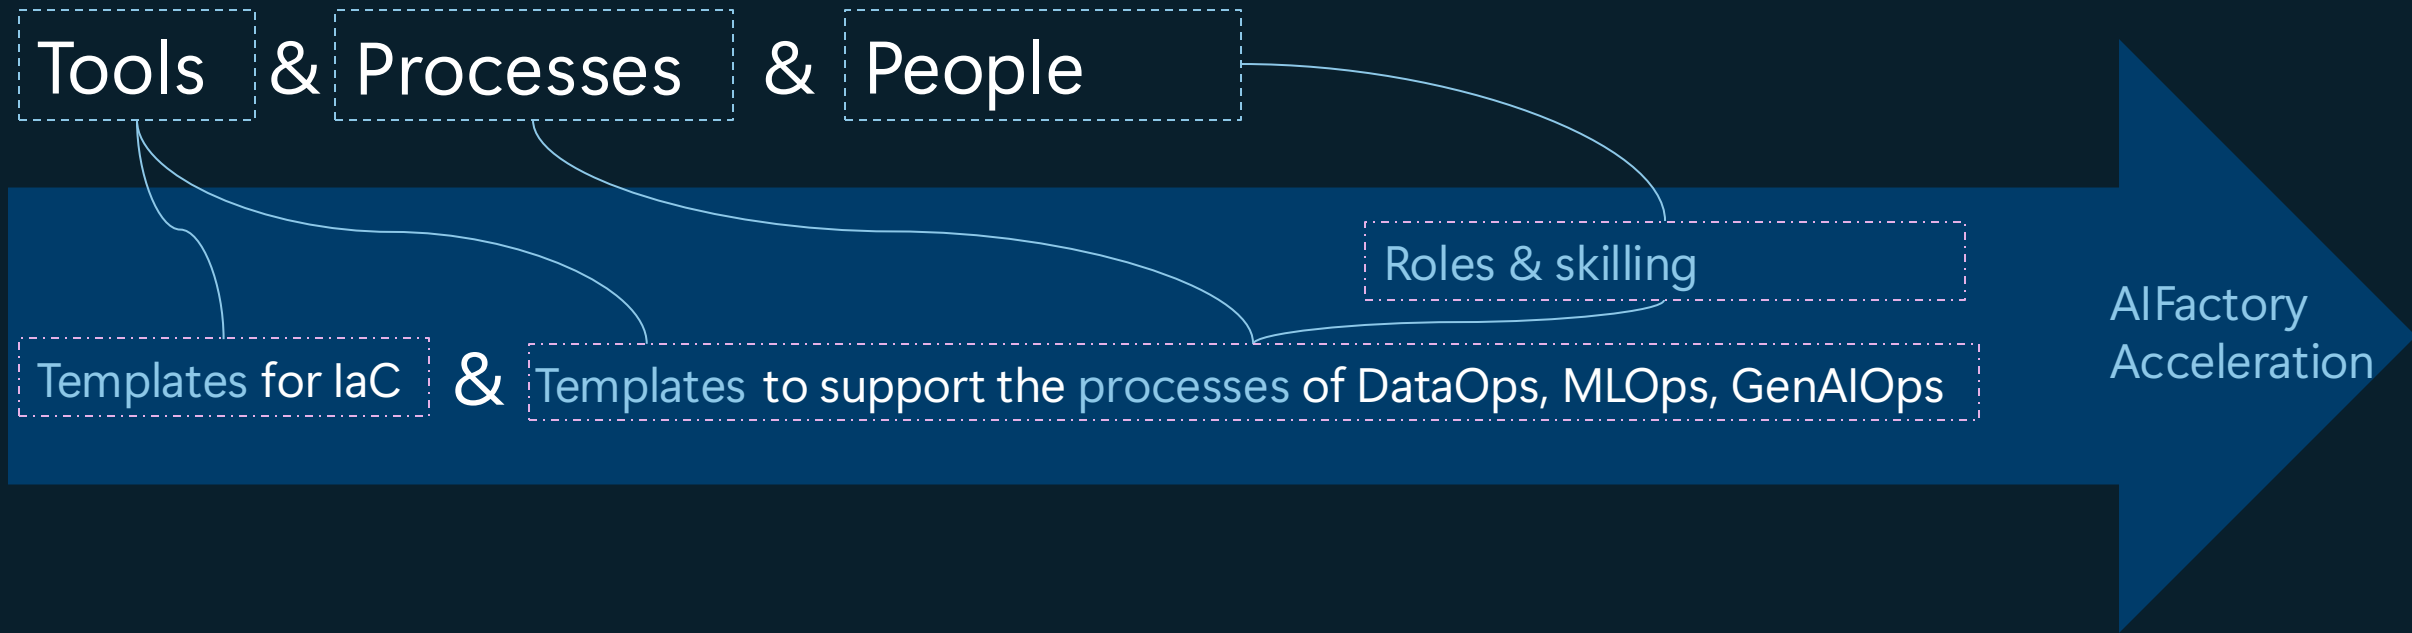 Tools & Processes & People
Roles & skilling
Templates for IaC & Templates to support the processes of DataOps, MLOps, GenAIOps
AIFactory
Acceleration